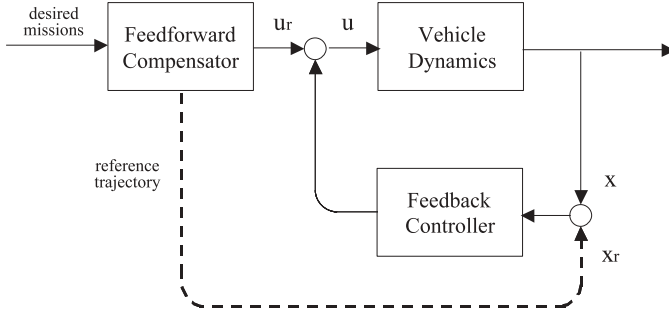 desired
missions
Feedforward
Compensator
ur
u
Vehicle
Dynamics
reference
trajectory
Feedback
Controller
x
xr